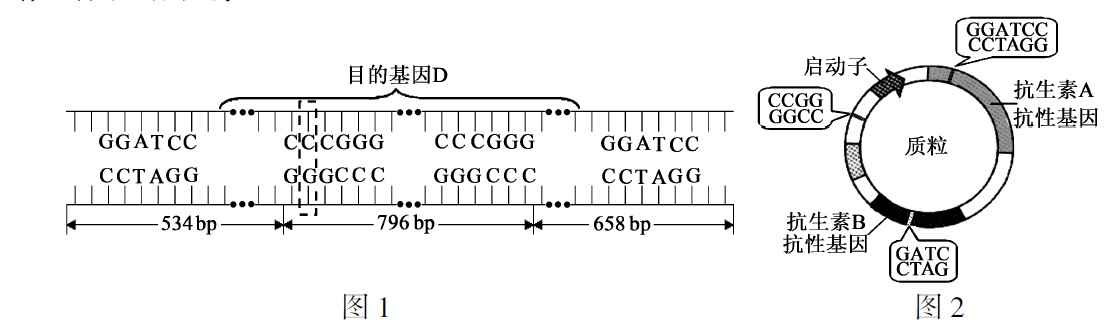 目的基因D
GGATCC
CCCGGG
CCCGGG
GGATCC
CCTAGG
GGGCCC
GGGCCC
CCTAGG
534 bp
796 bp
658 bp
图1
GGATCC
CCTAGG
启动子
抗生素A
抗性基因
CCGG
GGCC
质粒
抗生素B
抗性基因
GATC
CTAG
图2